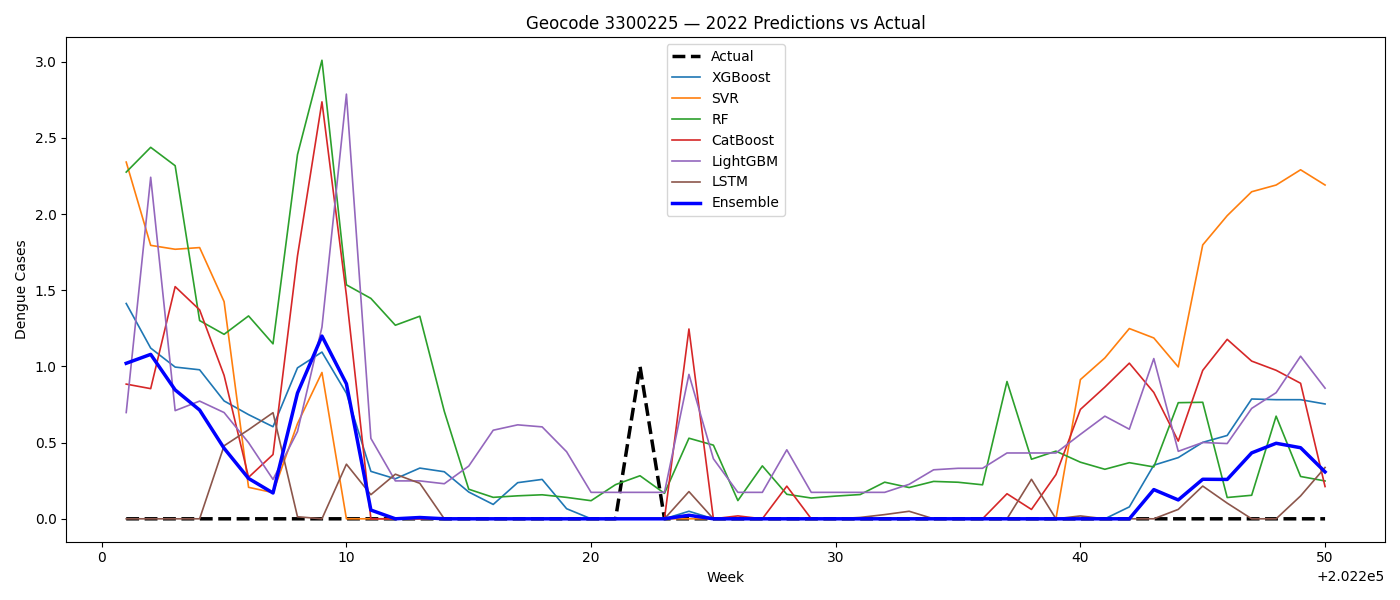 Geocode 3300225 — 2022 Predictions vs Actual
Dengue Cases
3.0
2.5
2.0
1.5
1.0
0.5
0.0
Actual
XGBoost
SVR
RF
CatBoost
LightGBM
LSTM
Ensemble
0 10 20 30 40 50
+2.022e5
Week